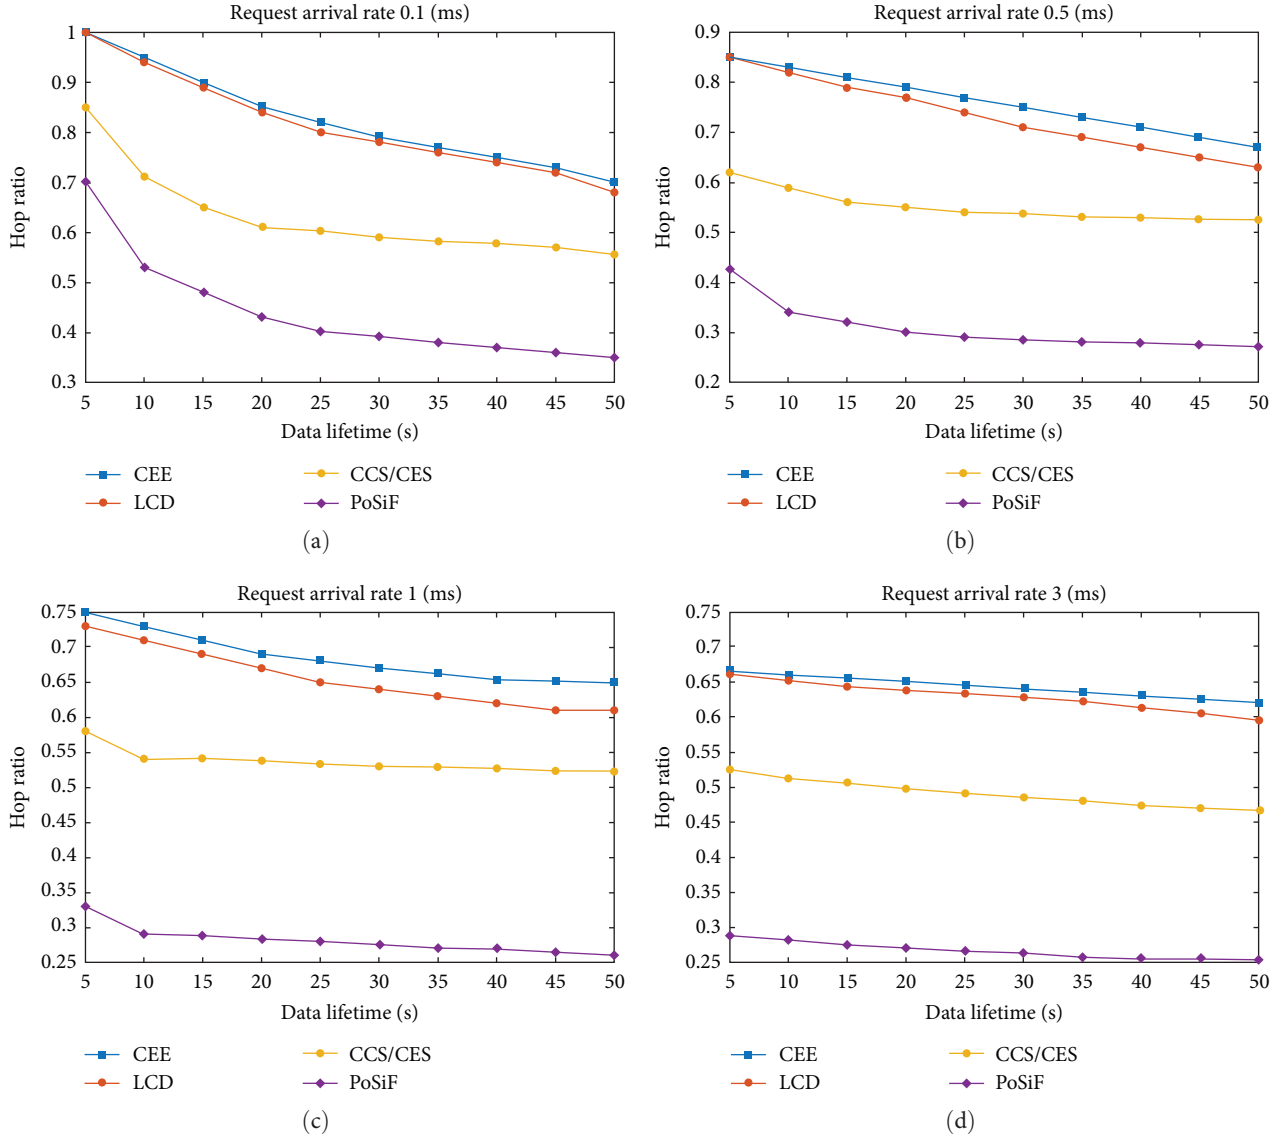 Request arrival rate 0.1 (ms)
1
0.9
0.8
0.7
0.6
0.5
0.4
0.3
Hop ratio
5 10 15 20 25 30 35 40 45 50
Data lifetime (s)
CEE CCS/CES
LCD PoSiF
(a)
Request arrival rate 0.5 (ms)
0.9
0.8
0.7
0.6
0.5
0.4
0.3
0.2
Hop ratio
5 10 15 20 25 30 35 40 45 50
Data lifetime (s)
CEE CCS/CES
LCD PoSiF
(b)
Request arrival rate 1 (ms)
0.75
0.7
0.65
0.6
0.55
0.5
0.45
0.4
0.35
0.3
0.25
Hop ratio
5 10 15 20 25 30 35 40 45 50
Data lifetime (s)
CEE CCS/CES
LCD PoSiF
(c)
Request arrival rate 3 (ms)
0.75
0.7
0.65
0.6
0.55
0.5
0.45
0.4
0.35
0.3
0.25
Hop ratio
5 10 15 20 25 30 35 40 45 50
Data lifetime (s)
CEE CCS/CES
LCD PoSiF
(d)